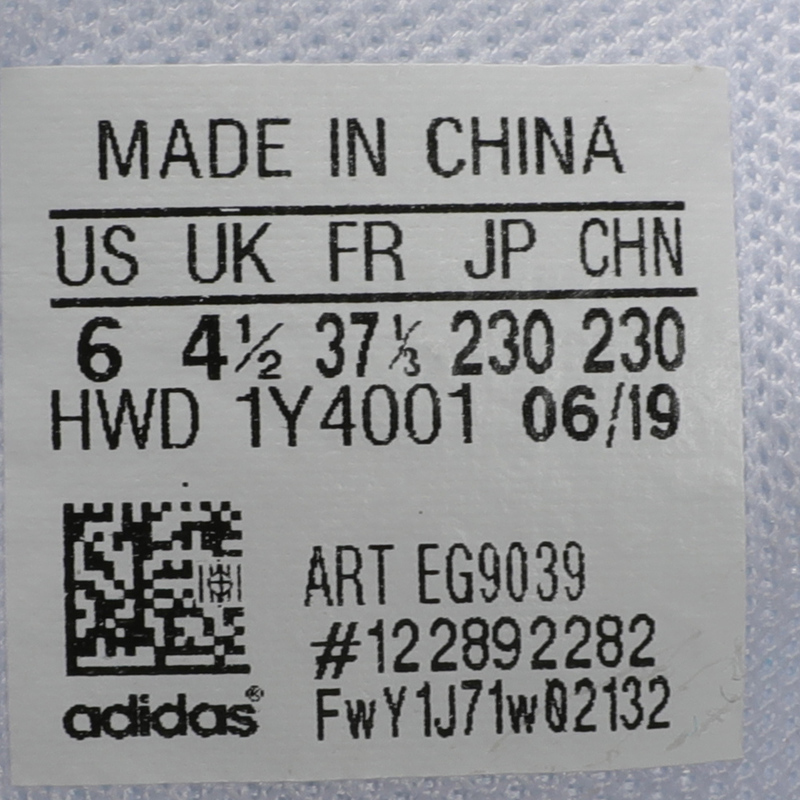 MADE IN CHINA
US UK FR JP CHN
6 4½ 37⅓ 230 230
HWD 1Y4001 06/19
ART EG9039
#122892282
adidas® FwY1J71w02132